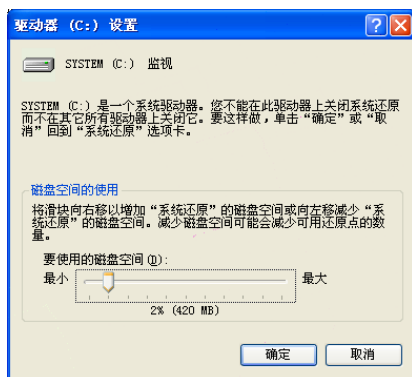 驱动器 (C:) 设置
SYSTEM (C:) 监视
SYSTEM (C:) 是一个系统驱动器。您不能在此驱动器上关闭系统还原
而不在其它所有驱动器上关闭它。要这样做，单击“确定”或“取
消”回到“系统还原”选项卡。
磁盘空间的使用
将滑块向右移以增加“系统还原”的磁盘空间或向左移减少“系
统还原”的磁盘空间。减少磁盘空间可能会减少可用还原点的数
量。
要使用的磁盘空间(D):
最小 最大
2% (420 MB)
确定 取消